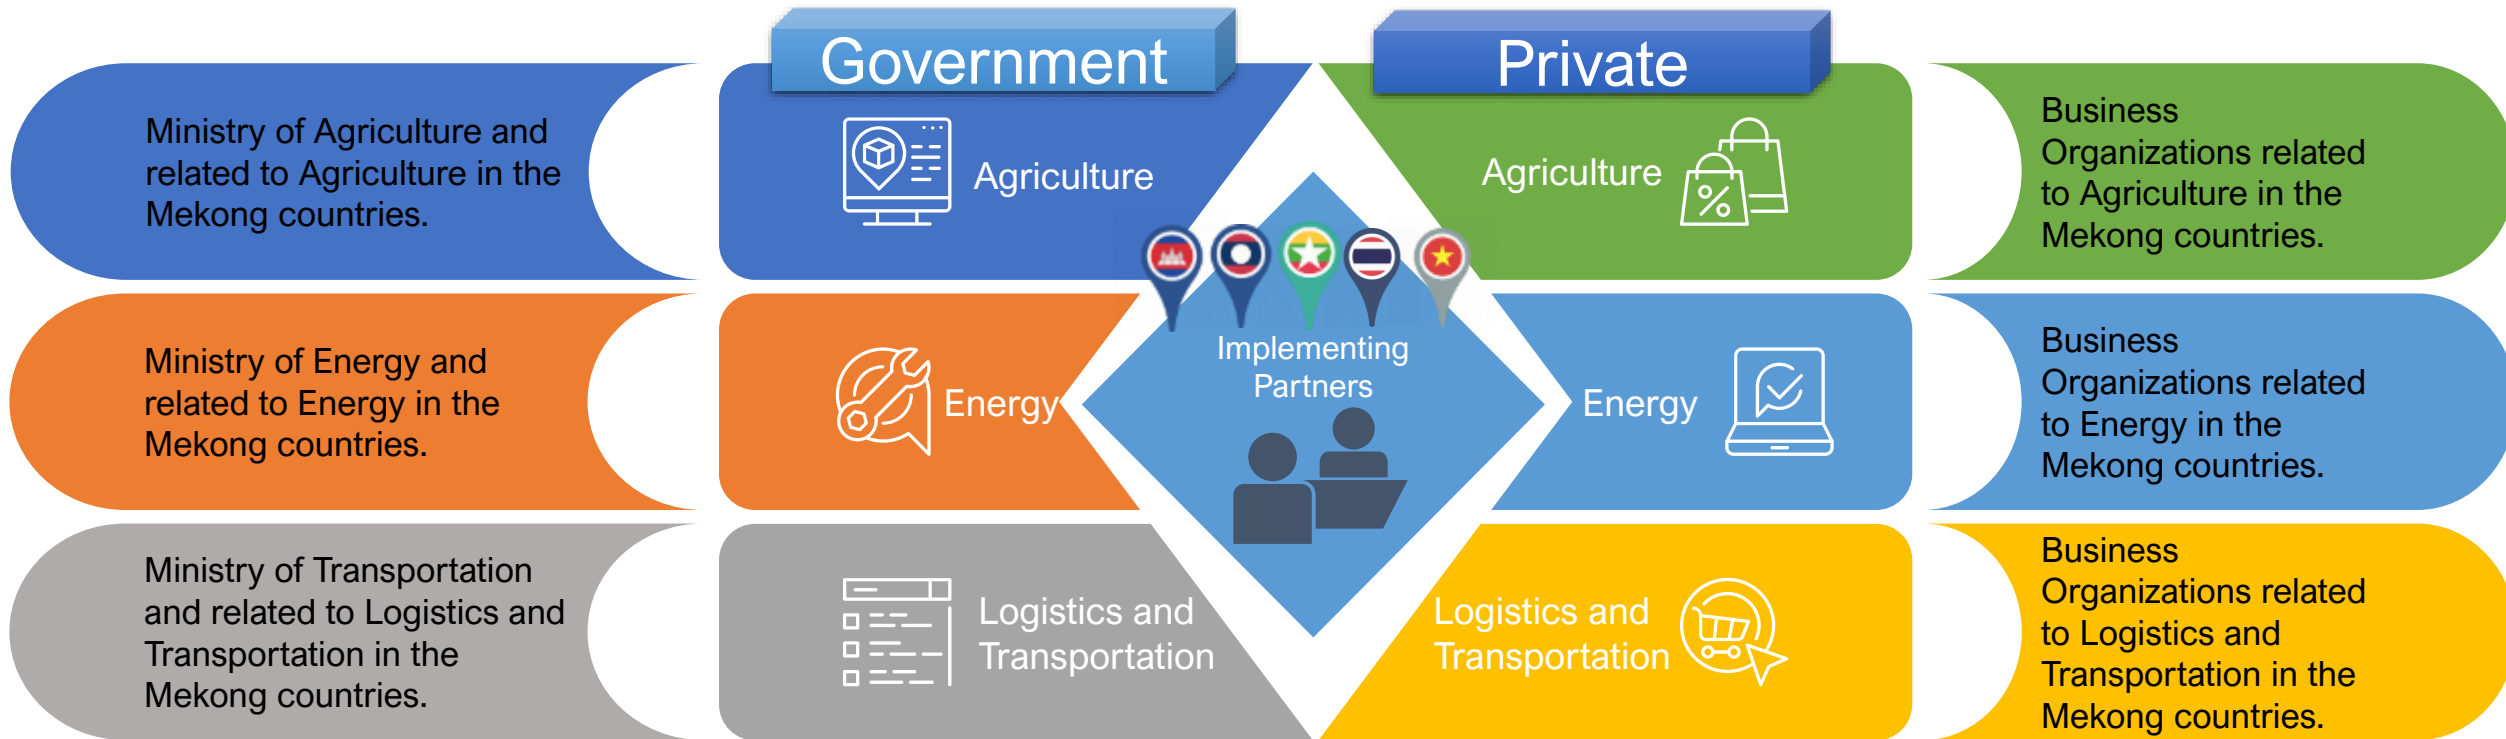 Government
Private
Ministry of Agriculture and
related to Agriculture in the
Mekong countries.
Agriculture
Agriculture
Business
Organizations related
to Agriculture in the
Mekong countries.
Ministry of Energy and
related to Energy in the
Mekong countries.
Energy
Implementing
Partners
Energy
Business
Organizations related
to Energy in the
Mekong countries.
Ministry of Transportation
and related to Logistics and
Transportation in the
Mekong countries.
Logistics and
Transportation
Logistics and
Transportation
Business
Organizations related
to Logistics and
Transportation in the
Mekong countries.